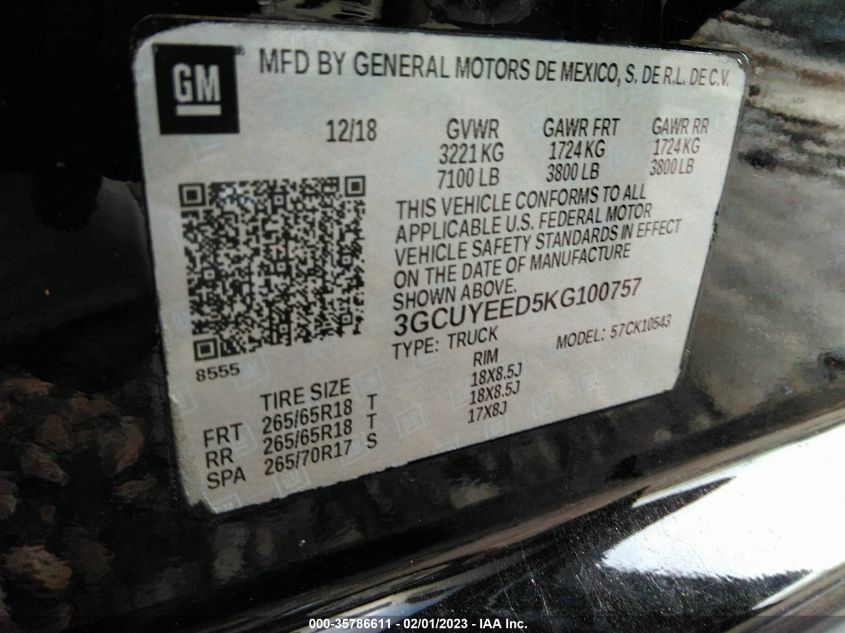 GM
MFD BY GENERAL MOTORS DE MEXICO, S. DE R.L. DE C.V.
12/18 GVWR GAWR FRT GAWR RR
3221 KG 1724 KG 1724 KG
7100 LB 3800 LB 3800 LB
THIS VEHICLE CONFORMS TO ALL
APPLICABLE U.S. FEDERAL MOTOR
VEHICLE SAFETY STANDARDS IN EFFECT
ON THE DATE OF MANUFACTURE
SHOWN ABOVE.
3GCUYEED5KG100757
TYPE: TRUCK MODEL: 57CK10543
8555
TIRE SIZE RIM
FRT 265/65R18 T 18X8.5J
RR 265/65R18 T 18X8.5J
SPA 265/70R17 S 17X8J
000-35786611 - 02/01/2023 - IAA Inc.